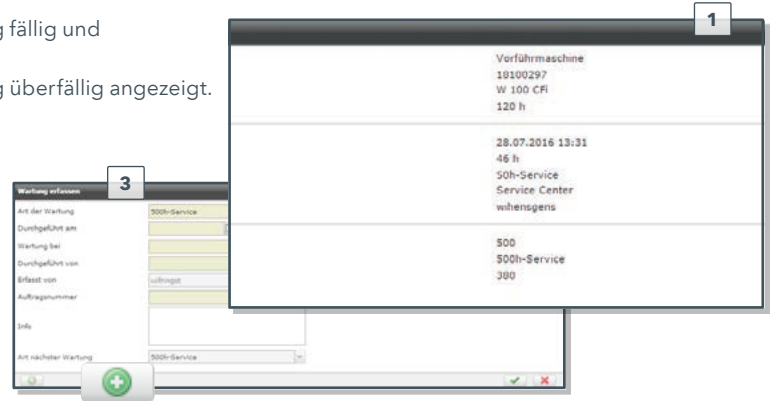 g fällig und
g überfällig angezeigt.
1
Vorführmaschine
18100297
W 100 CFi
120 h
28.07.2016 13:31
46 h
50h-Service
Service Center
wihensgens
500
500h-Service
380
3
Wartung erfassen
Art der Wartung
500h-Service
Durchgeführt am
Wartung bei
Durchgeführt von
Erfasst von
Auftragsnummer
Info
Art nächster Wartung
500h-Service